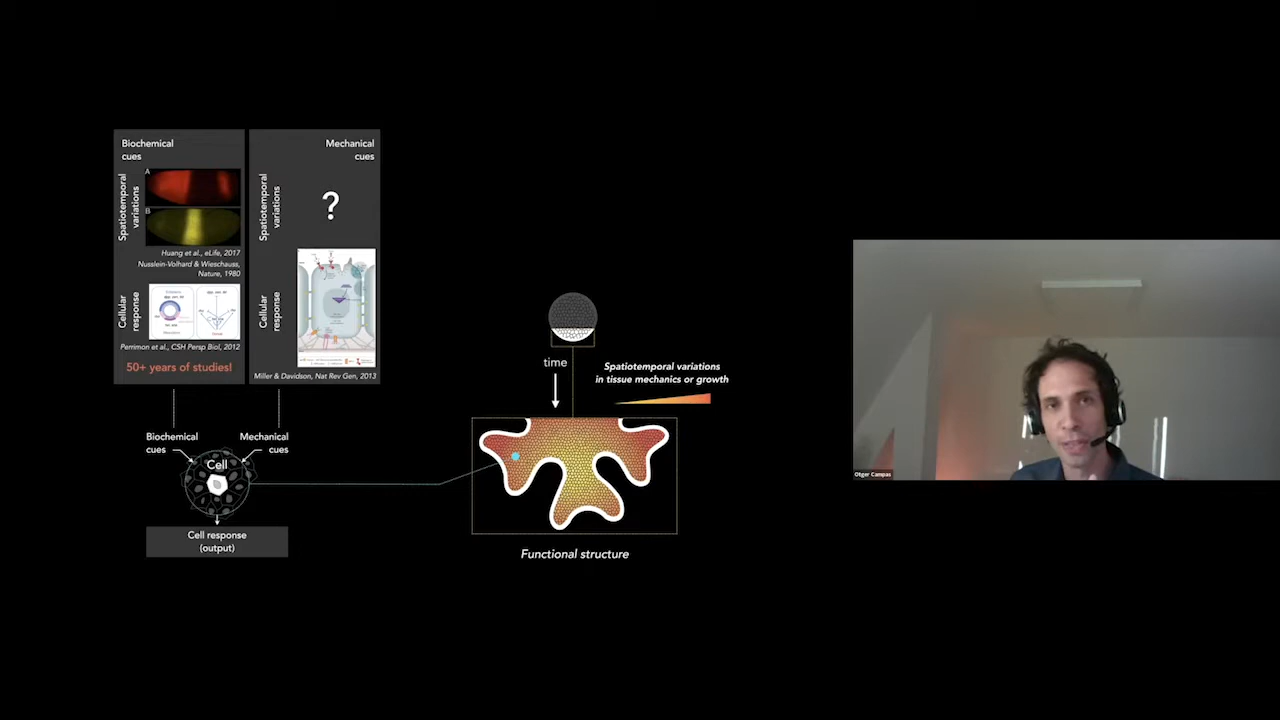 Biochemical
cues
Spatiotemporal
variations
A
B
Huang et al., eLife, 2017
Nusslein-Volhard & Wieschauss,
Nature, 1980
Cellular
response
Perrimon et al., CSH Persp Biol, 2012
50+ years of studies!
Mechanical
cues
Spatiotemporal
variations
?
Cellular
response
Miller & Davidson, Nat Rev Gen, 2013
Biochemical
cues
Mechanical
cues
Cell
Cell response
(output)
time
Spatiotemporal variations
in tissue mechanics or growth
Functional structure
Otger Campas